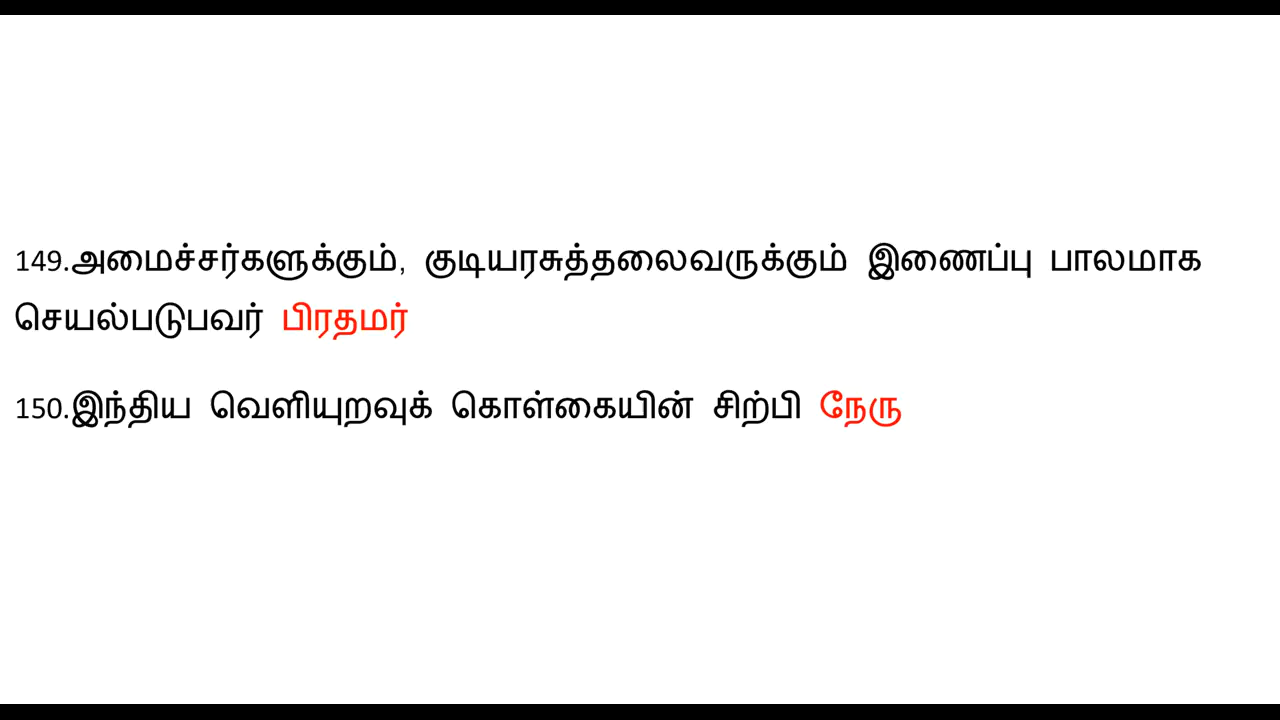 149.அமைச்சர்களுக்கும், குடியரசுத்தலைவருக்கும் இணைப்பு பாலமாக
செயல்படுபவர் பிரதமர்
150.இந்திய வெளியுறவுக் கொள்கையின் சிற்பி நேரு